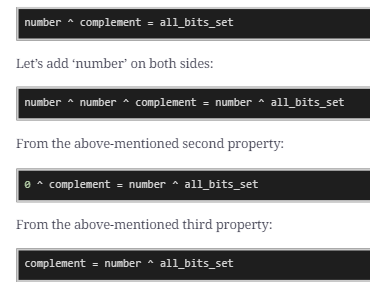 number ^ complement = all_bits_set
Let’s add ‘number’ on both sides:
number ^ number ^ complement = number ^ all_bits_set
From the above-mentioned second property:
0 ^ complement = number ^ all_bits_set
From the above-mentioned third property:
complement = number ^ all_bits_set